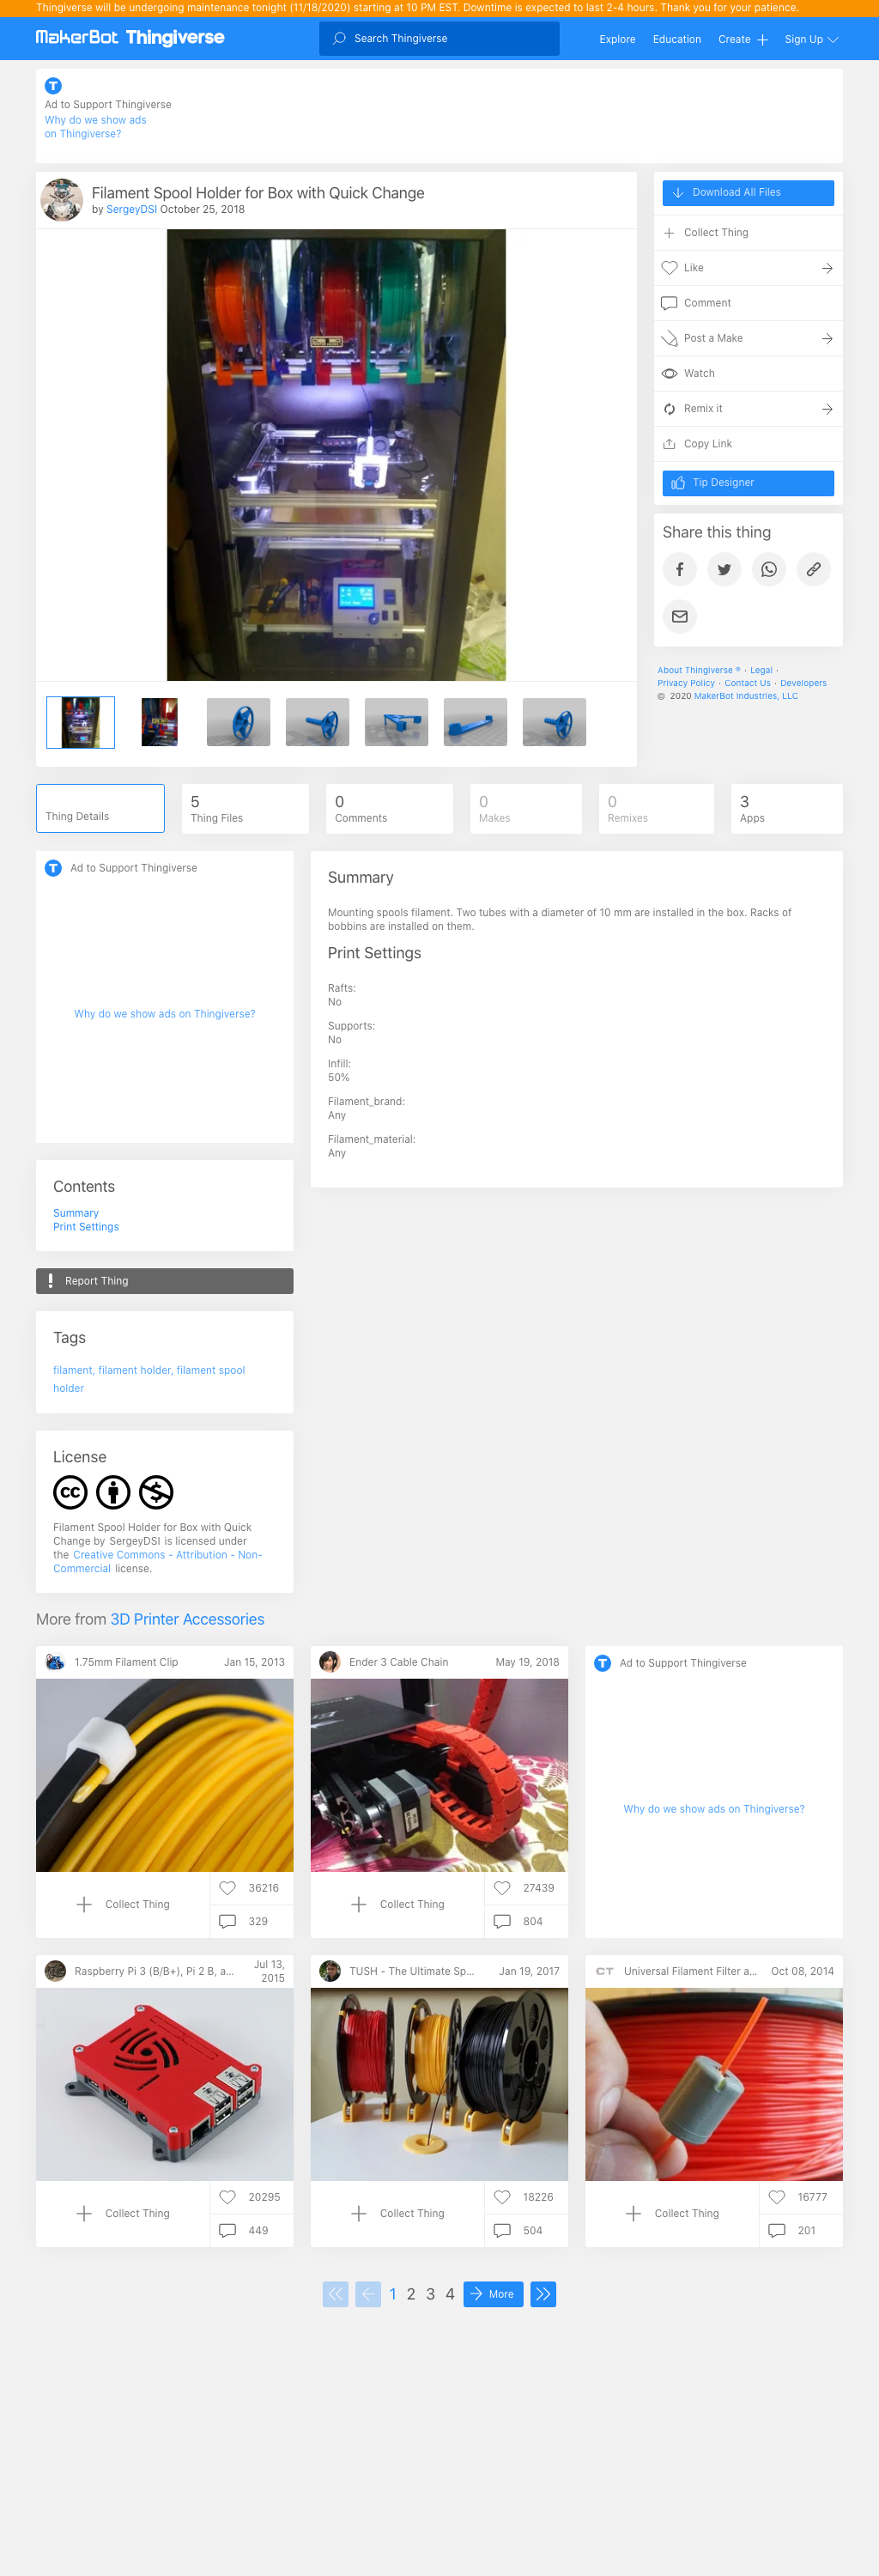 Thingiverse will be undergoing maintenance tonight (11/18/2020) starting at 10 PM EST. Downtime is expected to last 2-4 hours. Thank you for your patience.
MakerBot Thingiverse
Search Thingiverse
Explore
Education
Create
Sign Up
Ad to Support Thingiverse
Why do we show ads
on Thingiverse?
Filament Spool Holder for Box with Quick Change
by SergeyDSI October 25, 2018
Download All Files
Collect Thing
Like
Comment
Post a Make
Watch
Remix it
Copy Link
Tip Designer
Share this thing
About Thingiverse ® · Legal ·
Privacy Policy · Contact Us · Developers
© 2020 MakerBot Industries, LLC
Thing Details
5
Thing Files
0
Comments
0
Makes
0
Remixes
3
Apps
Ad to Support Thingiverse
Why do we show ads on Thingiverse?
Contents
Summary
Print Settings
Report Thing
Tags
filament, filament holder, filament spool
holder
License
Filament Spool Holder for Box with Quick
Change by SergeyDSI is licensed under
the Creative Commons - Attribution - Non-
Commercial license.
Summary
Mounting spools filament. Two tubes with a diameter of 10 mm are installed in the box. Racks of
bobbins are installed on them.
Print Settings
Rafts:
No
Supports:
No
Infill:
50%
Filament_brand:
Any
Filament_material:
Any
More from 3D Printer Accessories
1.75mm Filament Clip
Jan 15, 2013
Collect Thing
36216
329
Ender 3 Cable Chain
May 19, 2018
Collect Thing
27439
804
Ad to Support Thingiverse
Why do we show ads on Thingiverse?
Raspberry Pi 3 (B/B+), Pi 2 B, a...
Jul 13,
2015
Collect Thing
20295
449
TUSH - The Ultimate Sp...
Jan 19, 2017
Collect Thing
18226
504
Universal Filament Filter a...
Oct 08, 2014
Collect Thing
16777
201
1 2 3 4 More